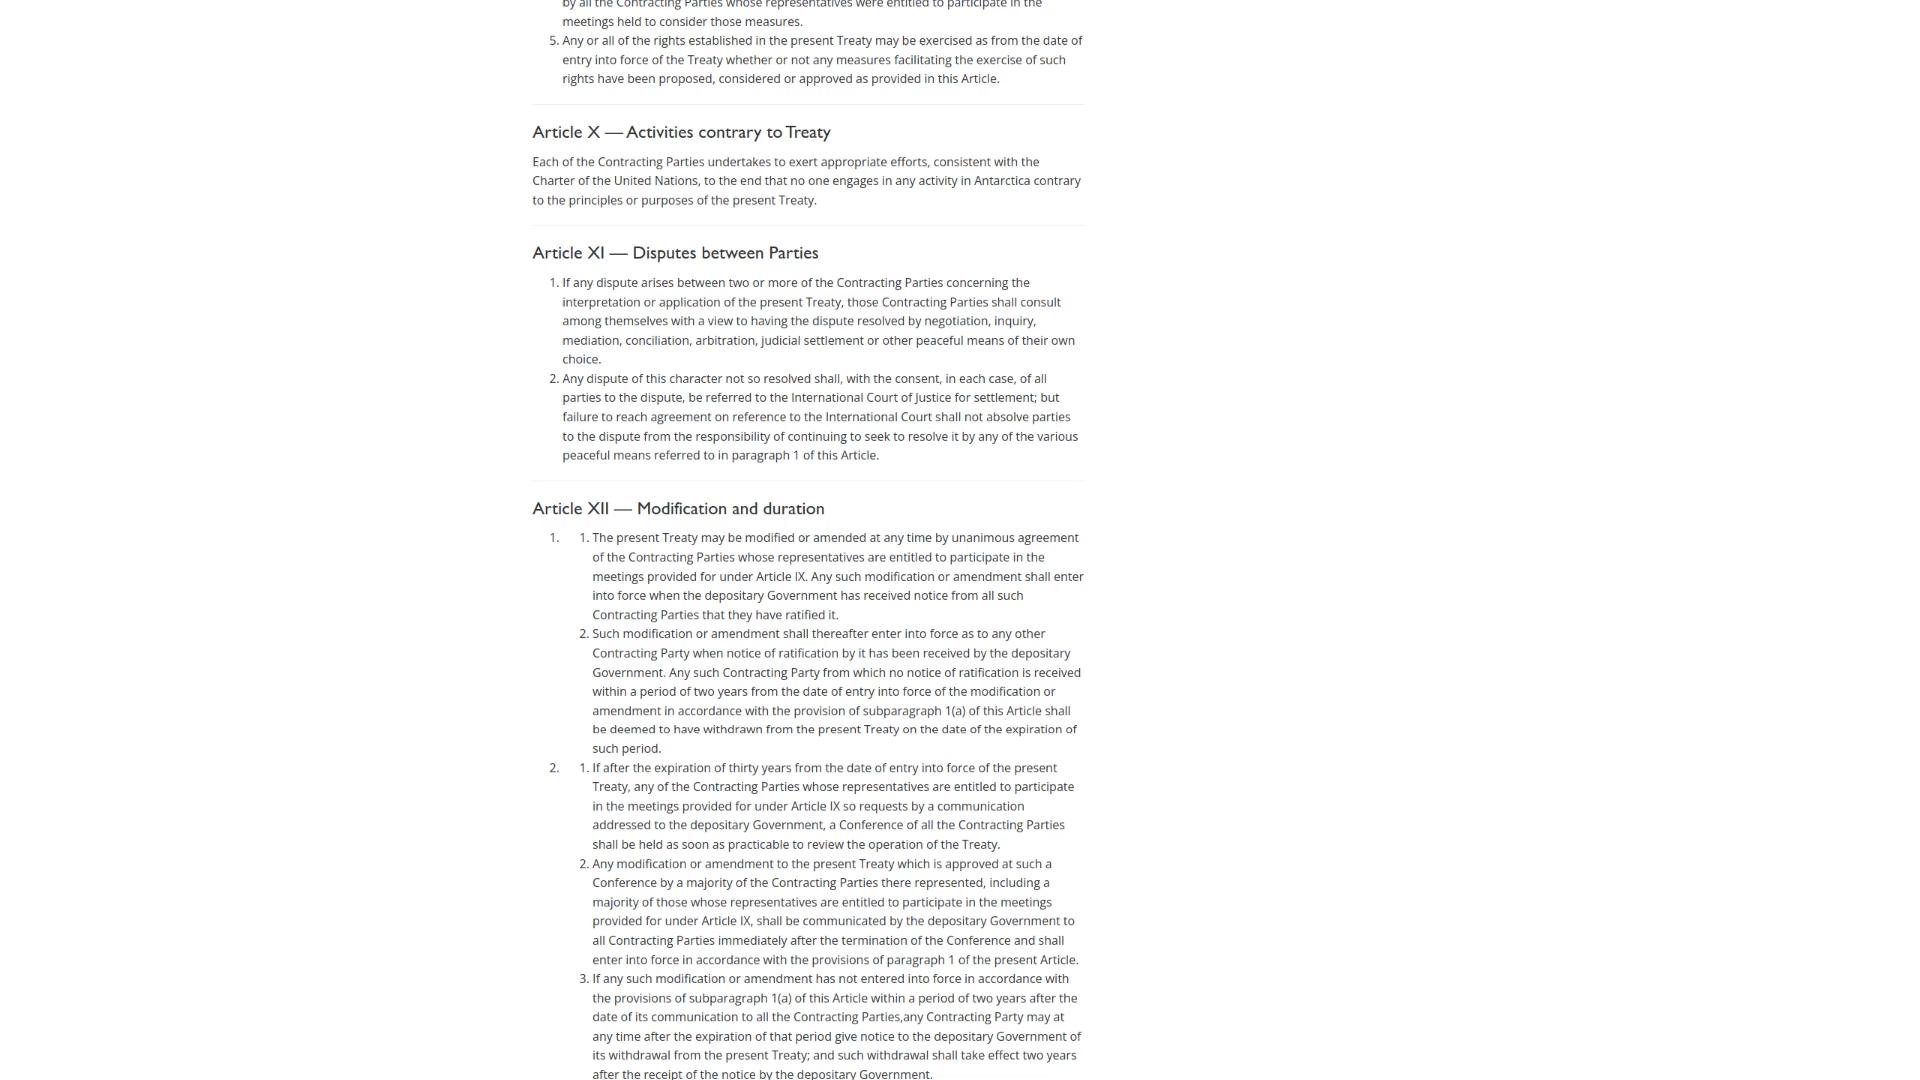 by all the Contracting Parties whose representatives were entitled to participate in the
meetings held to consider those measures.
5. Any or all of the rights established in the present Treaty may be exercised as from the date of
entry into force of the Treaty whether or not any measures facilitating the exercise of such
rights have been proposed, considered or approved as provided in this Article.
Article X — Activities contrary to Treaty
Each of the Contracting Parties undertakes to exert appropriate efforts, consistent with the
Charter of the United Nations, to the end that no one engages in any activity in Antarctica contrary
to the principles or purposes of the present Treaty.
Article XI — Disputes between Parties
1. If any dispute arises between two or more of the Contracting Parties concerning the
interpretation or application of the present Treaty, those Contracting Parties shall consult
among themselves with a view to having the dispute resolved by negotiation, inquiry,
mediation, conciliation, arbitration, judicial settlement or other peaceful means of their own
choice.
2. Any dispute of this character not so resolved shall, with the consent, in each case, of all
parties to the dispute, be referred to the International Court of Justice for settlement; but
failure to reach agreement on reference to the International Court shall not absolve parties
to the dispute from the responsibility of continuing to seek to resolve it by any of the various
peaceful means referred to in paragraph 1 of this Article.
Article XII — Modification and duration
1. 1. The present Treaty may be modified or amended at any time by unanimous agreement
of the Contracting Parties whose representatives are entitled to participate in the
meetings provided for under Article IX. Any such modification or amendment shall enter
into force when the depositary Government has received notice from all such
Contracting Parties that they have ratified it.
2. Such modification or amendment shall thereafter enter into force as to any other
Contracting Party when notice of ratification by it has been received by the depositary
Government. Any such Contracting Party from which no notice of ratification is received
within a period of two years from the date of entry into force of the modification or
amendment in accordance with the provision of subparagraph 1(a) of this Article shall
be deemed to have withdrawn from the present Treaty on the date of the expiration of
such period.
2. 1. If after the expiration of thirty years from the date of entry into force of the present
Treaty, any of the Contracting Parties whose representatives are entitled to participate
in the meetings provided for under Article IX so requests by a communication
addressed to the depositary Government, a Conference of all the Contracting Parties
shall be held as soon as practicable to review the operation of the Treaty.
2. Any modification or amendment to the present Treaty which is approved at such a
Conference by a majority of the Contracting Parties there represented, including a
majority of those whose representatives are entitled to participate in the meetings
provided for under Article IX, shall be communicated by the depositary Government to
all Contracting Parties immediately after the termination of the Conference and shall
enter into force in accordance with the provisions of paragraph 1 of the present Article.
3. If any such modification or amendment has not entered into force in accordance with
the provisions of subparagraph 1(a) of this Article within a period of two years after the
date of its communication to all the Contracting Parties,any Contracting Party may at
any time after the expiration of that period give notice to the depositary Government of
its withdrawal from the present Treaty; and such withdrawal shall take effect two years
after the receipt of the notice by the depositary Government.